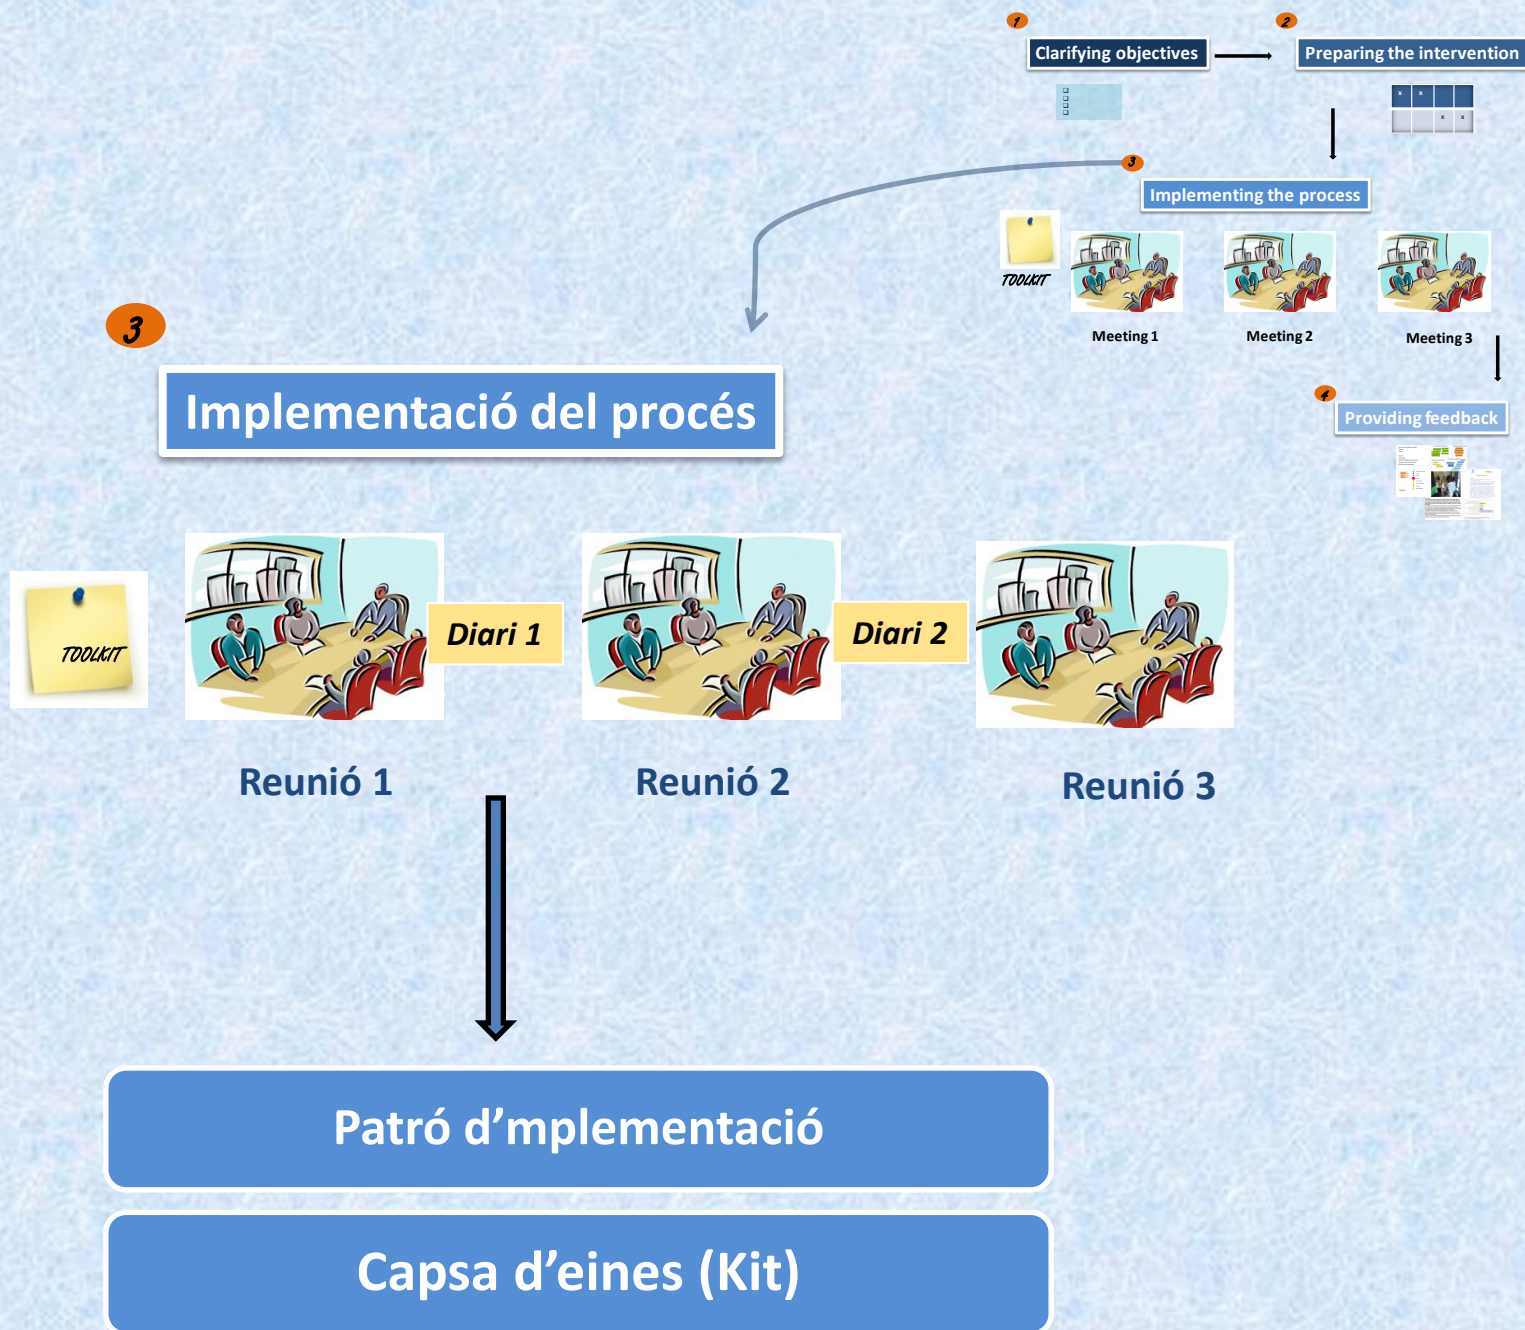 1
2
Clarifying objectives
Preparing the intervention
x x
x x
3
Implementing the process
TOOLKIT
Meeting 1
Meeting 2
Meeting 3
4
Providing feedback
3
Implementació del procés
TOOLKIT
Diari 1
Diari 2
Reunió 1
Reunió 2
Reunió 3
Patró d’mplementació
Capsa d’eines (Kit)